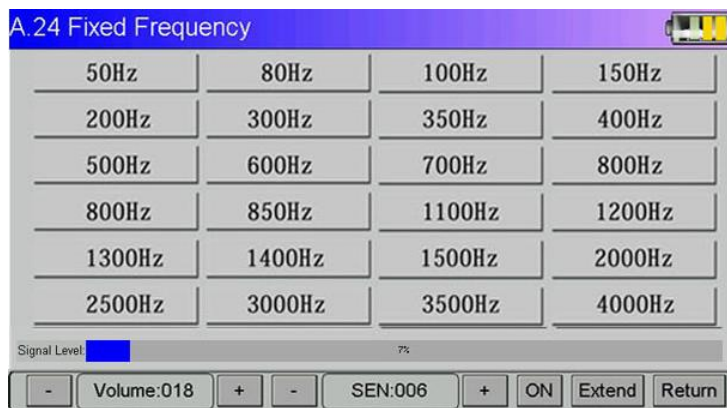 A.24 Fixed Frequency
50Hz 80Hz 100Hz 150Hz
200Hz 300Hz 350Hz 400Hz
500Hz 600Hz 700Hz 800Hz
800Hz 850Hz 1100Hz 1200Hz
1300Hz 1400Hz 1500Hz 2000Hz
2500Hz 3000Hz 3500Hz 4000Hz
Signal Level: 7%
- Volume:018 + - SEN:006 + ON Extend Return